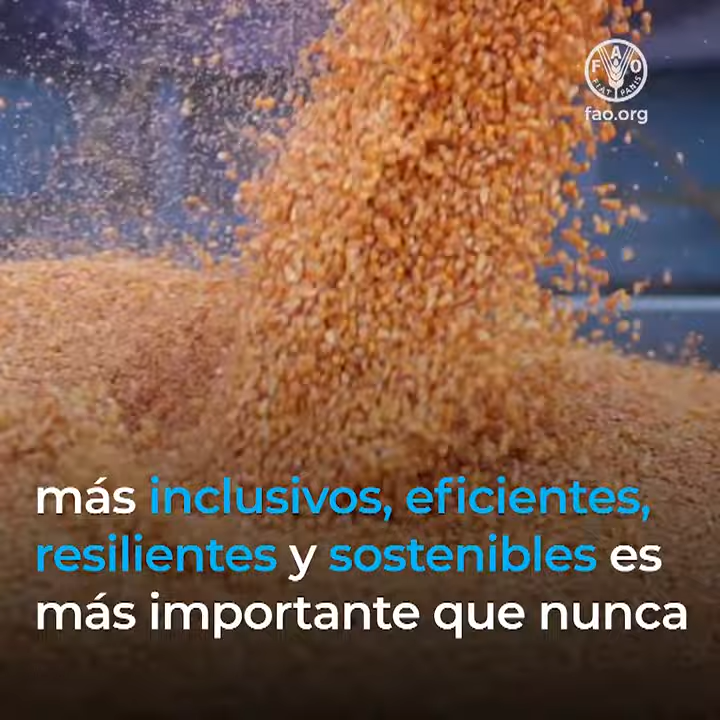 FAO
FIAT PANIS
fao.org
más inclusivos, eficientes,
resilientes y sostenibles es
más importante que nunca